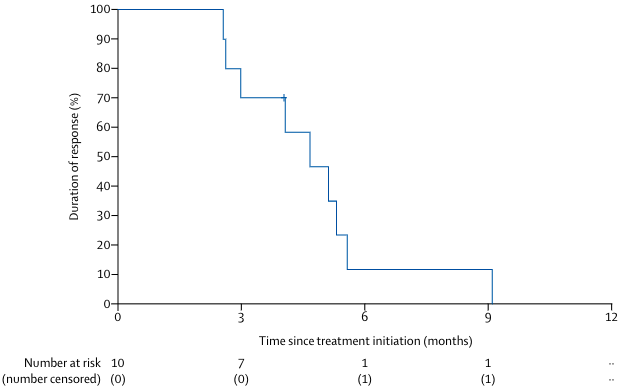 100
90
80
70
60
50
40
30
20
10
0
Duration of response (%)
0 3 6 9 12
Time since treatment initiation (months)
Number at risk 10 7 1 1 ··
(number censored) (0) (0) (1) (1) ··